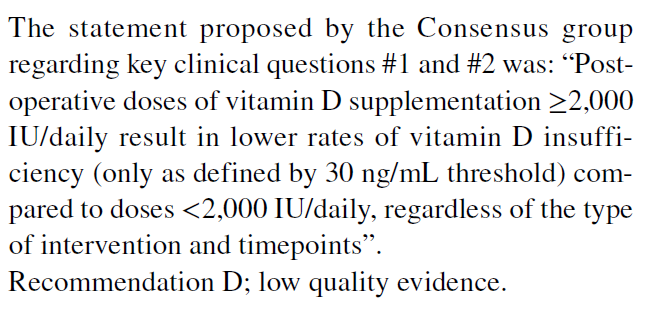 The statement proposed by the Consensus group
regarding key clinical questions #1 and #2 was: “Post-
operative doses of vitamin D supplementation ≥2,000
IU/daily result in lower rates of vitamin D insuffi-
ciency (only as defined by 30 ng/mL threshold) com-
pared to doses <2,000 IU/daily, regardless of the type
of intervention and timepoints”.
Recommendation D; low quality evidence.